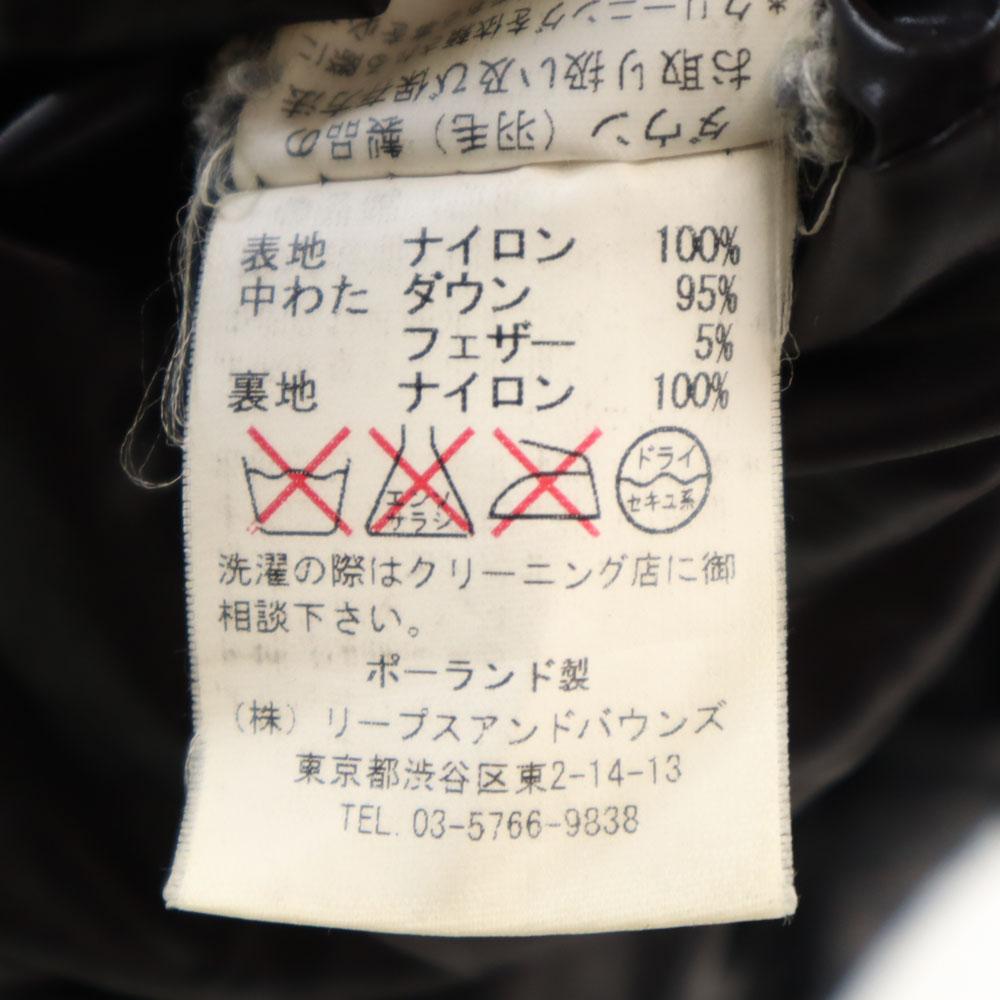 ダウン（羽毛）製品の
お取り扱い及び保存方法
表地 ナイロン 100%
中わた ダウン 95%
フェザー 5%
裏地 ナイロン 100%
エンソ
サラシ
ドライ
セキユ系
洗濯の際はクリーニング店に御
相談下さい。
ポーランド製
（株）リープスアンドバウンズ
東京都渋谷区東2-14-13
TEL. 03-5766-9838